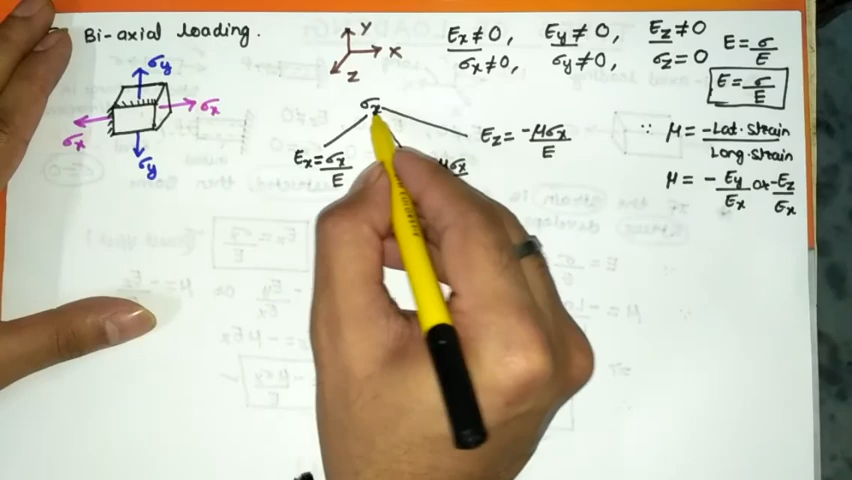 Bi-axial loading.
Y
X
Z
Ex≠0, Ey≠0, Ez≠0
σx≠0, σy≠0, σz=0
E=σ/E
E=σ/E
σy
σx
σx
σy
σx
Ex=σx/E
μσx
Ez=-μσx/E
∵ μ=-Lat. strain/Long. strain
μ=-Ey/Ex or -Ez/Ex